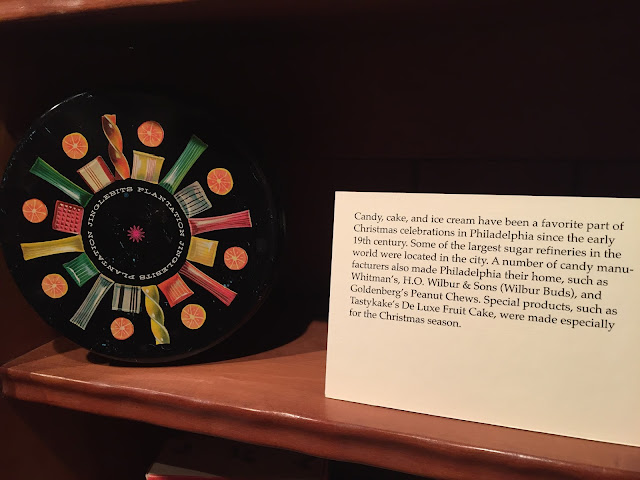 JINGLEBITS PLANTATION JINGLEBITS PLANTATION
Candy, cake, and ice cream have been a favorite part of
Christmas celebrations in Philadelphia since the early
19th century. Some of the largest sugar refineries in the
world were located in the city. A number of candy manu-
facturers also made Philadelphia their home, such as
Whitman's, H.O. Wilbur & Sons (Wilbur Buds), and
Goldenberg's Peanut Chews. Special products, such as
Tastykake's De Luxe Fruit Cake, were made especially
for the Christmas season.